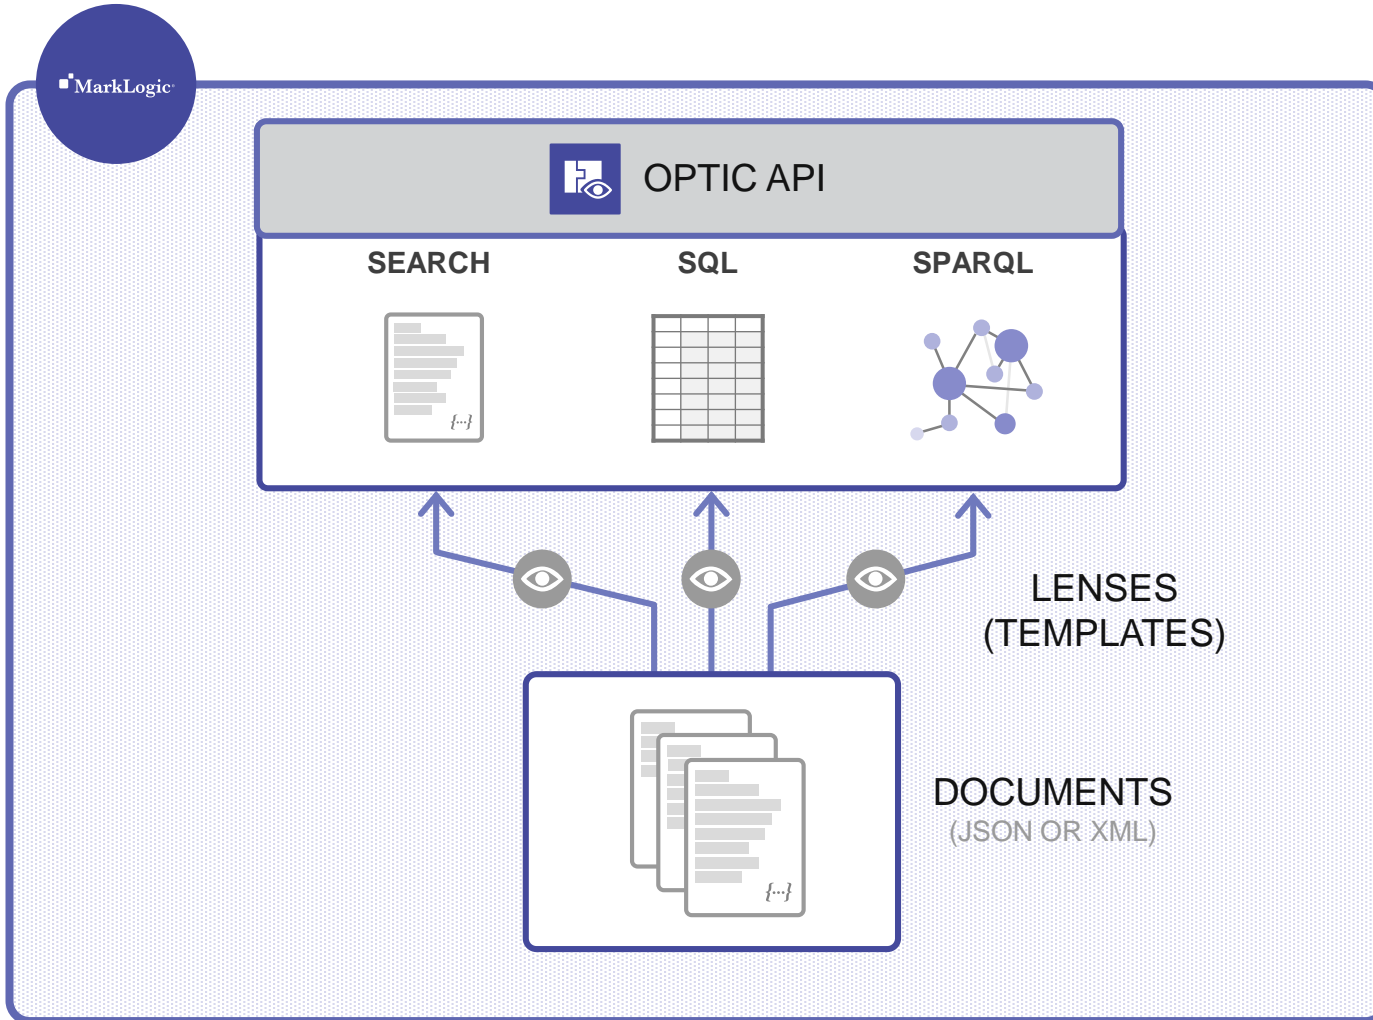 MarkLogic
OPTIC API
SEARCH
SQL
SPARQL
{...}
LENSES
(TEMPLATES)
DOCUMENTS
(JSON OR XML)
{...}